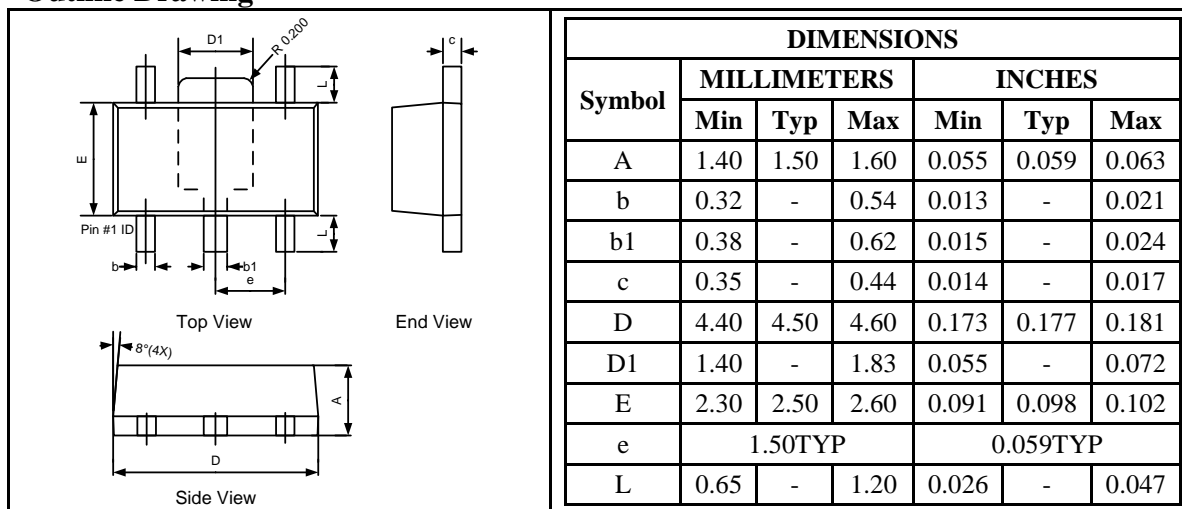 Outline Drawing
D1
R 0.200
c
L
E
Pin #1 ID
L
b
b1
e
Top View
End View
8°(4X)
A
D
Side View
DIMENSIONS
Symbol MILLIMETERS INCHES
Min Typ Max Min Typ Max
A 1.40 1.50 1.60 0.055 0.059 0.063
b 0.32 - 0.54 0.013 - 0.021
b1 0.38 - 0.62 0.015 - 0.024
c 0.35 - 0.44 0.014 - 0.017
D 4.40 4.50 4.60 0.173 0.177 0.181
D1 1.40 - 1.83 0.055 - 0.072
E 2.30 2.50 2.60 0.091 0.098 0.102
e 1.50TYP 0.059TYP
L 0.65 - 1.20 0.026 - 0.047